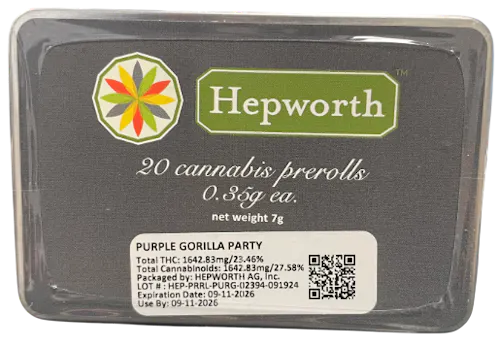 Hepworth™
20 cannabis prerolls
0.35g ea.
net weight 7g
PURPLE GORILLA PARTY
Total THC: 1642.83mg/23.46%
Total Cannabinoids: 1642.83mg/27.58%
Packaged by: HEPWORTH AG, Inc.
LOT # : HEP-PRRL-PURG-02394-091924
Expiration Date: 09-11-2026
Use By: 09-11-2026